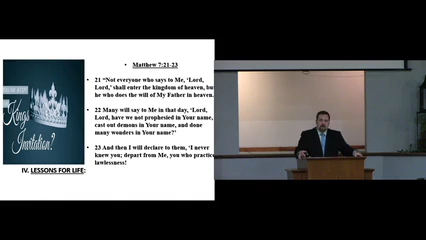 Matthew 7:21-23
• 21 "Not everyone who says to Me, 'Lord,
Lord,' shall enter the kingdom of heaven, but
he who does the will of My Father in heaven.
• 22 Many will say to Me in that day, 'Lord,
Lord, have we not prophesied in Your name,
cast out demons in Your name, and done
many wonders in Your name?'
• 23 And then I will declare to them, 'I never
knew you; depart from Me, you who practice
lawlessness!
King's
Invitation?
IV. LESSONS FOR LIFE: